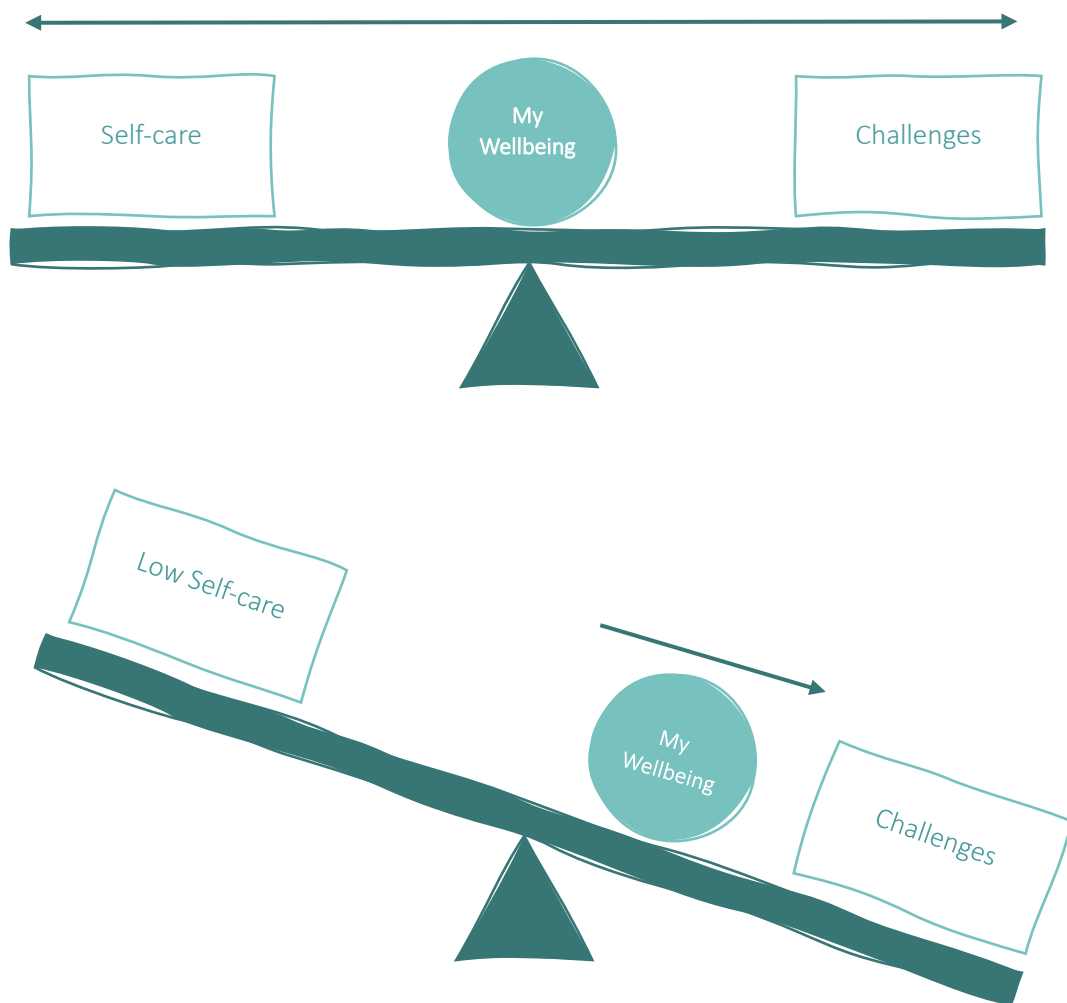 Self-care
My
Wellbeing
Challenges
Low Self-care
My
Wellbeing
Challenges